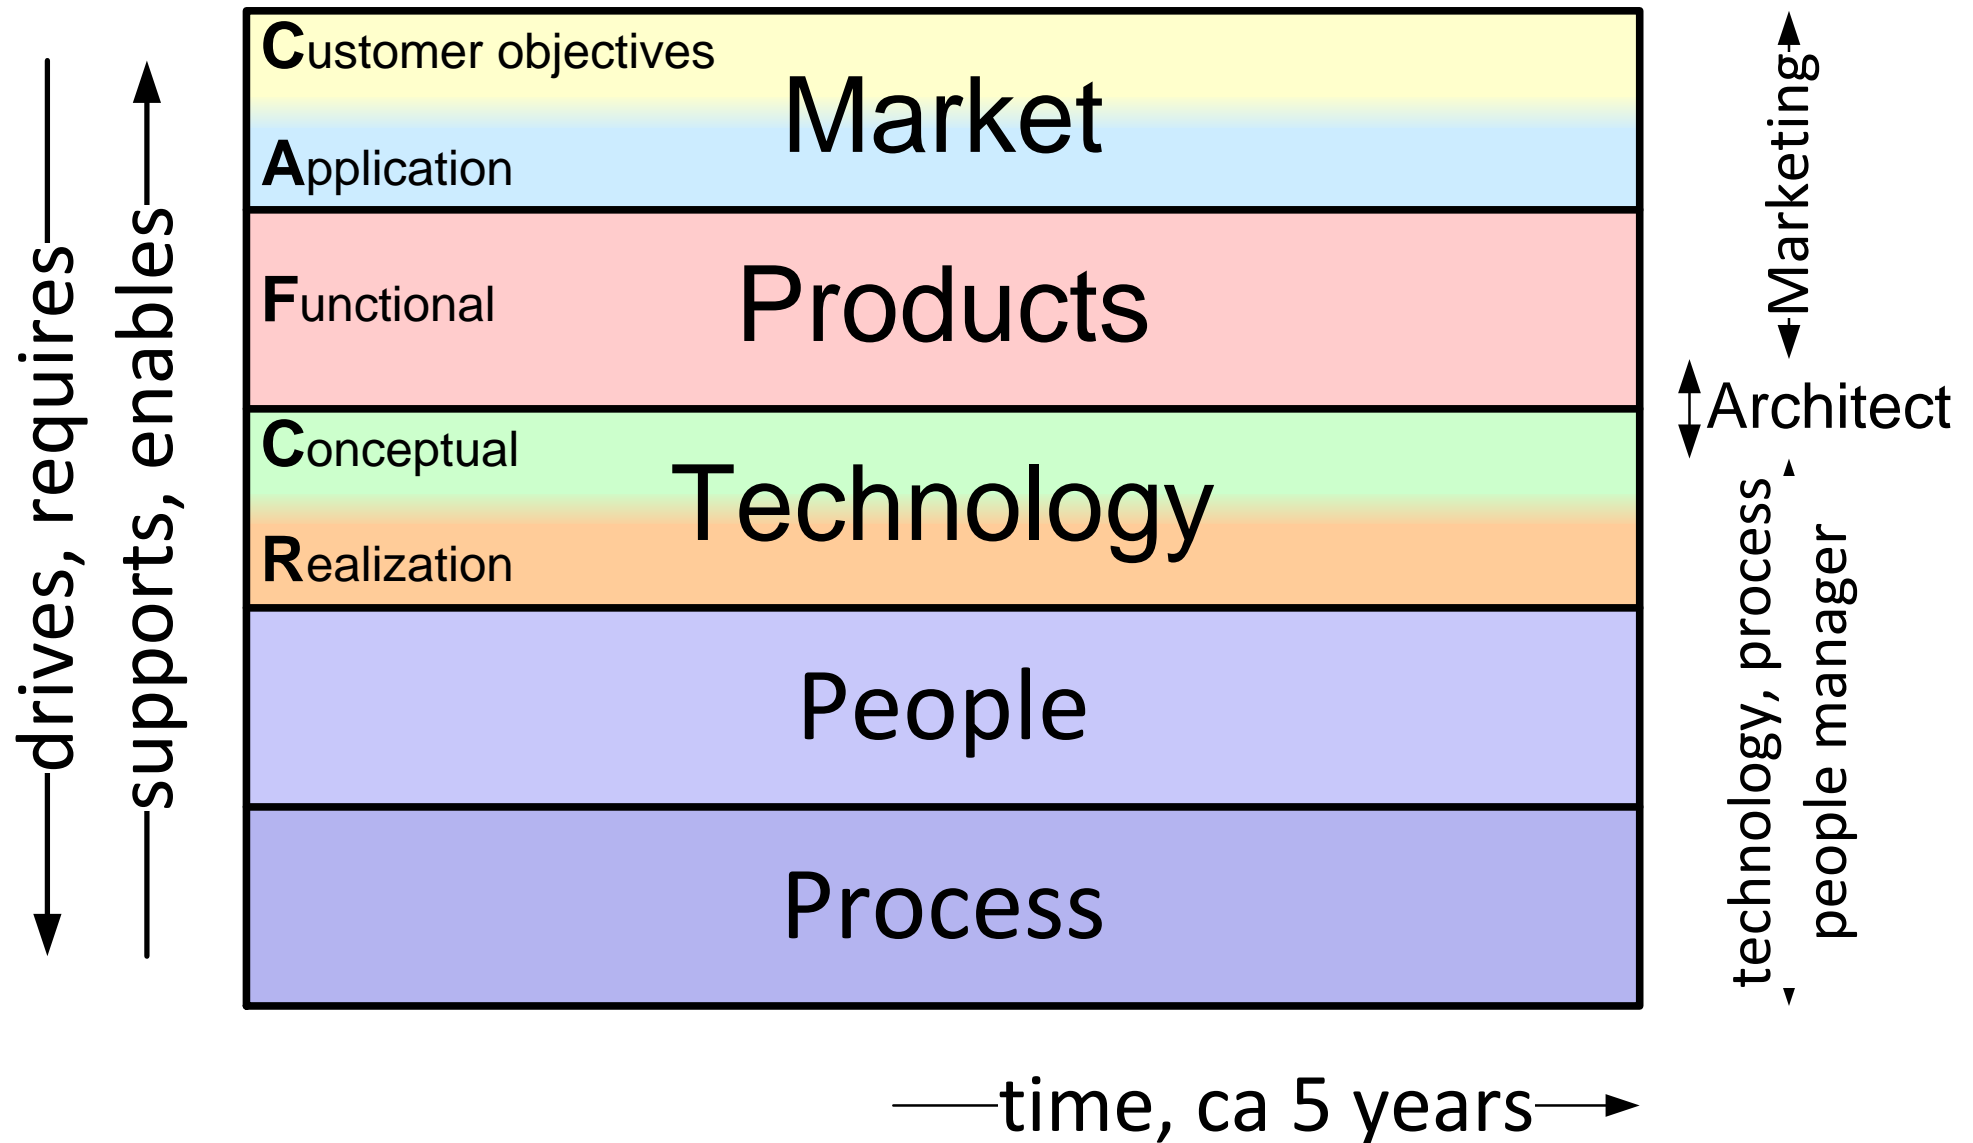 drives, requires
supports, enables
Customer objectives
Market
Application
Functional
Products
Conceptual
Technology
Realization
People
Process
Marketing
Architect
technology, process
people manager
time, ca 5 years